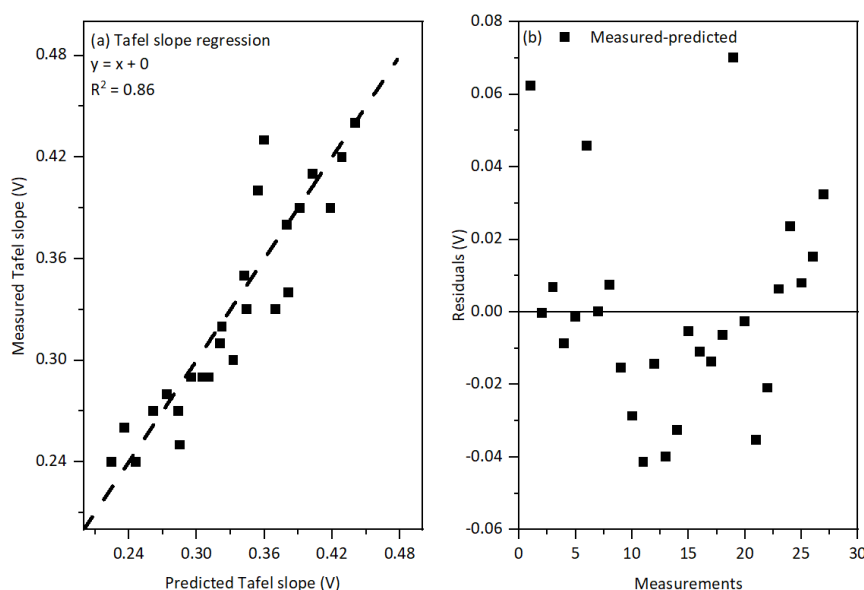 (a) Tafel slope regression
y = x + 0
R² = 0.86
0.48
0.42
0.36
0.30
0.24
Measured Tafel slope (V)
0.24 0.30 0.36 0.42 0.48
Predicted Tafel slope (V)
(b) Measured-predicted
0.08
0.06
0.04
0.02
0.00
-0.02
-0.04
-0.06
Residuals (V)
0 5 10 15 20 25 30
Measurements